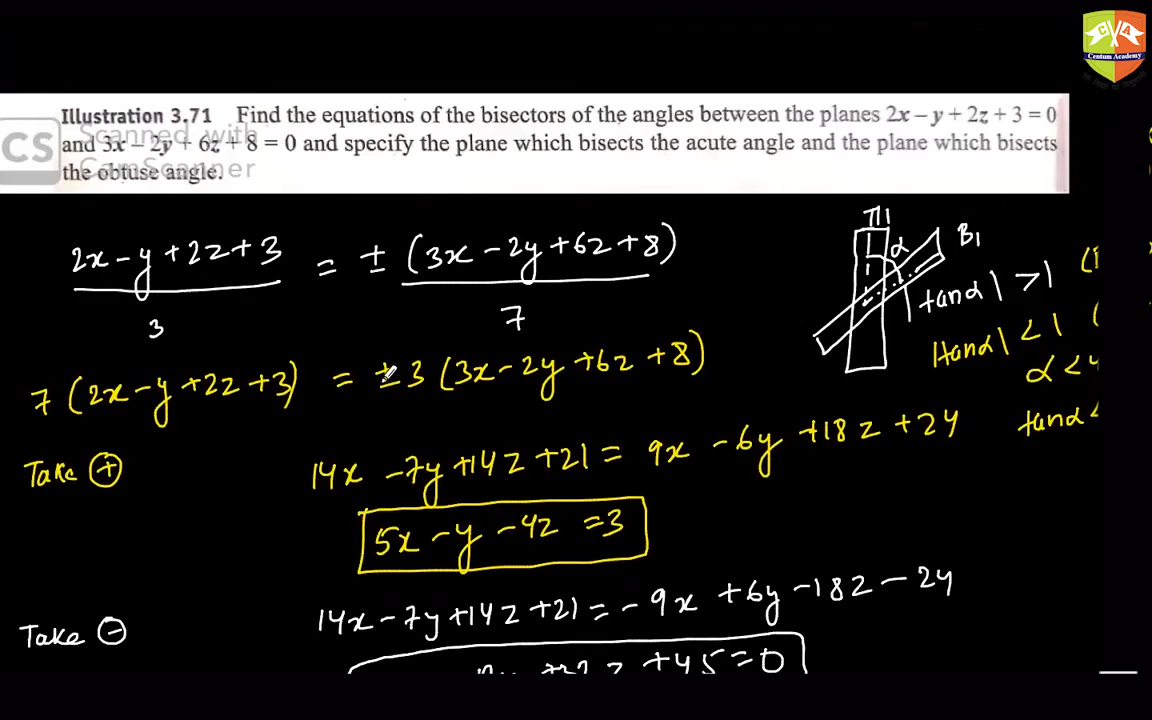 Centum Academy
Illustration 3.71 Find the equations of the bisectors of the angles between the planes 2x – y + 2z + 3 = 0
and 3x – 2y + 6z + 8 = 0 and specify the plane which bisects the acute angle and the plane which bisects
the obtuse angle.
CS Scanned with
CamScanner
2x - y + 2z + 3 = ± (3x - 2y + 6z + 8)
3 7
7 (2x - y + 2z + 3) = ± 3 (3x - 2y + 6z + 8)
Take ⊕ 14x - 7y + 14z + 21 = 9x - 6y + 18z + 24
5x - y - 4z = 3
Take ⊖ 14x - 7y + 14z + 21 = - 9x + 6y - 18z - 24
+ 45 = 0
π1
α
B1
|tanα| > 1
|tanα| < 1
α < 4
tanα <